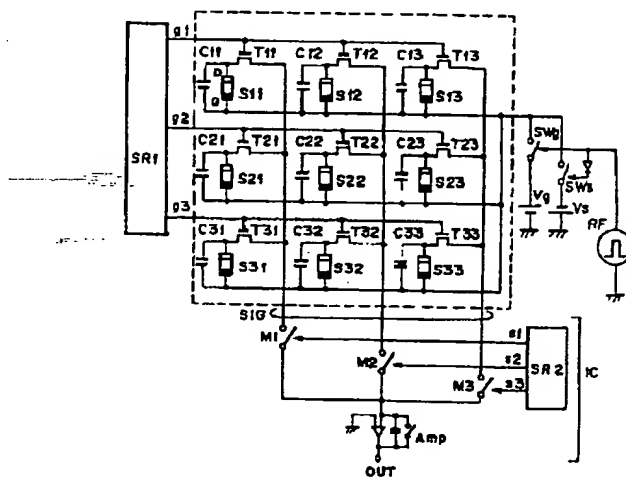 g1
C11 T11 C12 T12 C13 T13
D
S11 S12 S13
g
g2
SR1
C21 T21 C22 T22 C23 T23
SWg
S21 S22 S23
SWs
Vg Vs
g3
RF
C31 T31 C32 T32 C33 T33
S31 S32 S33
SIG
M1 s1
M2 s2
SR2 IC
M3 s3
Amp
OUT